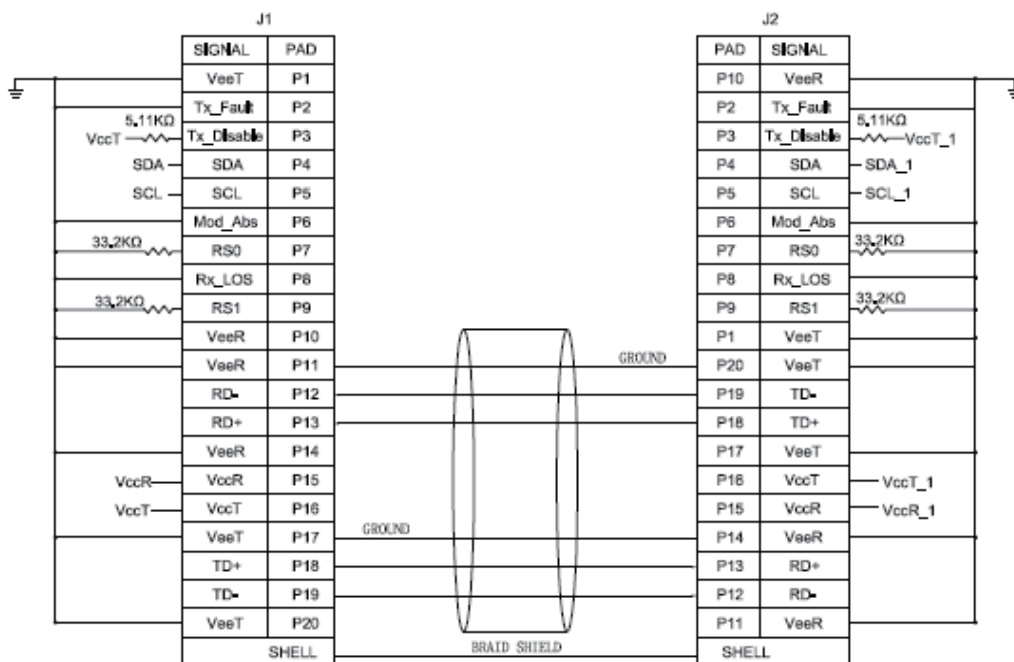 J1 J2
SIGNAL PAD PAD SIGNAL
VeeT P1 P10 VeeR
Tx_Fault P2 P2 Tx_Fault
5.11KΩ 5.11KΩ
VccT Tx_Disable P3 P3 Tx_Disable VccT_1
SDA SDA P4 P4 SDA SDA_1
SCL SCL P5 P5 SCL SCL_1
Mod_Abs P6 P6 Mod_Abs
33.2KΩ RS0 P7 P7 RS0 33.2KΩ
Rx_LOS P8 P8 Rx_LOS
33.2KΩ RS1 P9 P9 RS1 33.2KΩ
VeeR P10 P1 VeeT
VeeR P11 GROUND P20 VeeT
RD- P12 P19 TD-
RD+ P13 P18 TD+
VeeR P14 P17 VeeT
VccR VccR P15 P16 VccT VccT_1
VccT VccT P16 P15 VccR VccR_1
VeeT P17 GROUND P14 VeeR
TD+ P18 P13 RD+
TD- P19 P12 RD-
VeeT P20 P11 VeeR
SHELL BRAID SHIELD SHELL